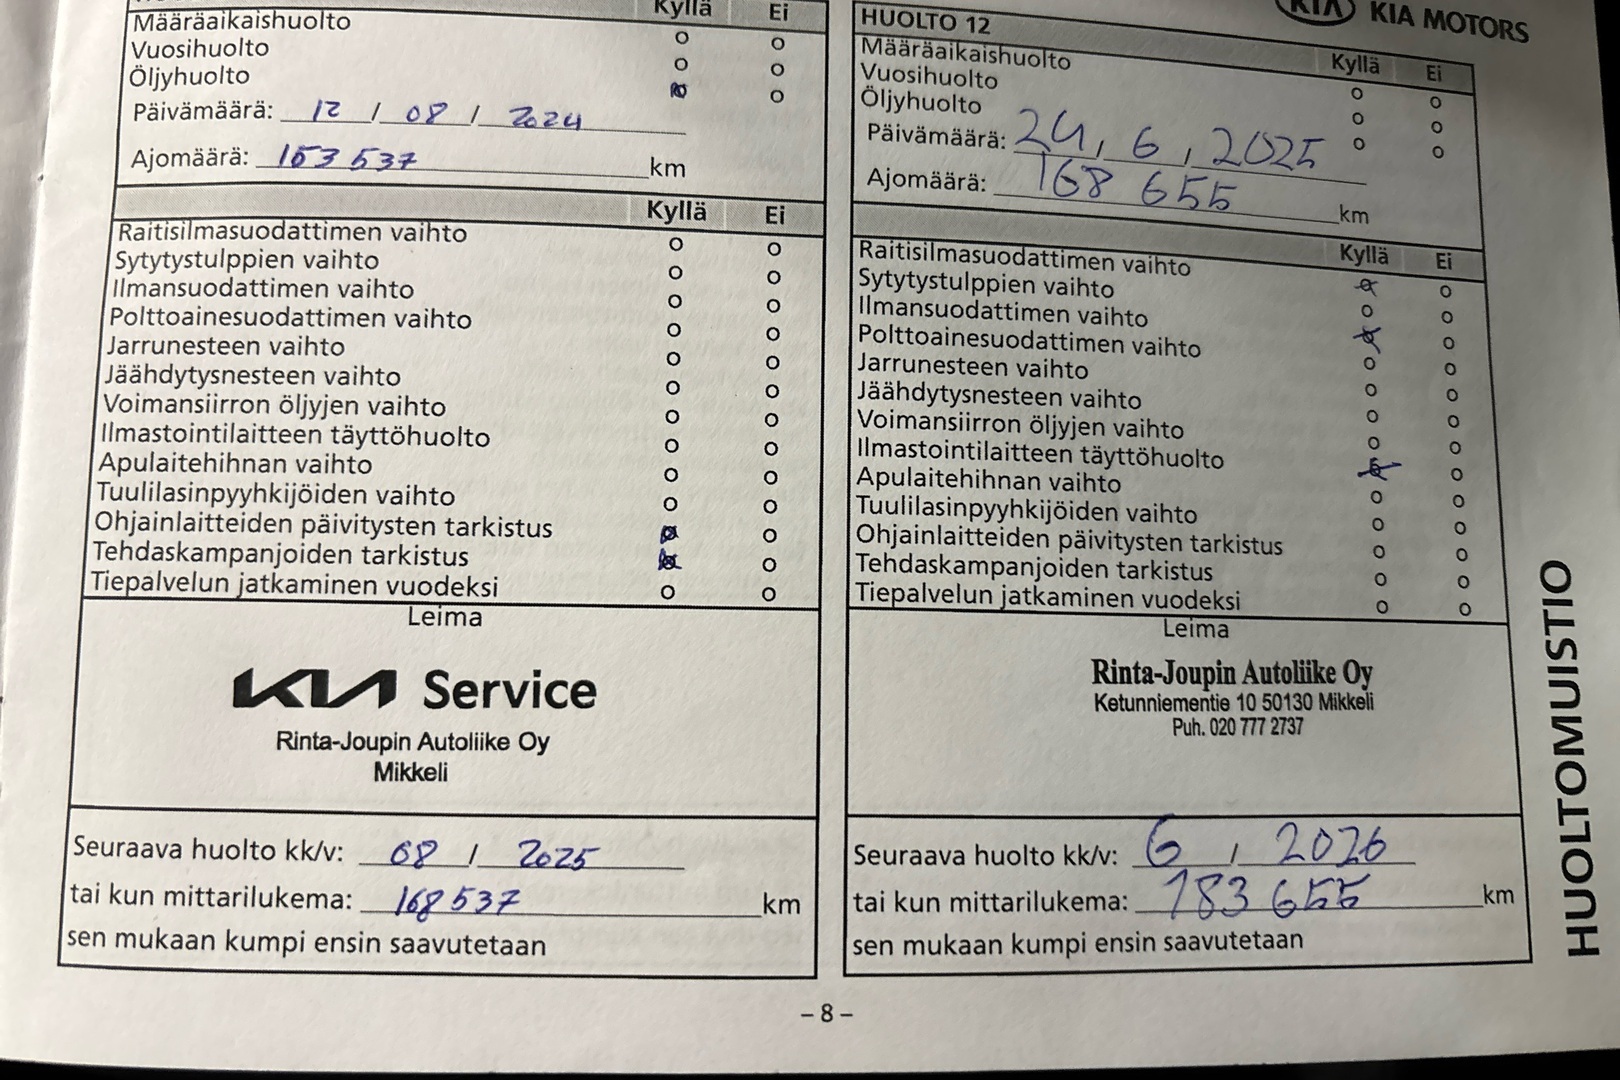 Kyllä Ei
Määräaikaishuolto
Vuosihuolto
Öljyhuolto
Päivämäärä: 12 / 08 / 2024
Ajomäärä: 153 537 km
Kyllä Ei
Raitisilmasuodattimen vaihto
Sytytystulppien vaihto
Ilmansuodattimen vaihto
Polttoainesuodattimen vaihto
Jarrunesteen vaihto
Jäähdytysnesteen vaihto
Voimansiirron öljyjen vaihto
Ilmastointilaitteen täyttöhuolto
Apulaitehihnan vaihto
Tuulilasinpyyhkijöiden vaihto
Ohjainlaitteiden päivitysten tarkistus
Tehdaskampanjoiden tarkistus
Tiepalvelun jatkaminen vuodeksi
Leima
KIA Service
Rinta-Joupin Autoliike Oy
Mikkeli
Seuraava huolto kk/v: 08 / 2025
tai kun mittarilukema: 168 537 km
sen mukaan kumpi ensin saavutetaan
KIA KIA MOTORS
HUOLTO 12
Kyllä Ei
Määräaikaishuolto
Vuosihuolto
Öljyhuolto
Päivämäärä: 24 / 6 / 2025
Ajomäärä: 168 655 km
Kyllä Ei
Raitisilmasuodattimen vaihto
Sytytystulppien vaihto
Ilmansuodattimen vaihto
Polttoainesuodattimen vaihto
Jarrunesteen vaihto
Jäähdytysnesteen vaihto
Voimansiirron öljyjen vaihto
Ilmastointilaitteen täyttöhuolto
Apulaitehihnan vaihto
Tuulilasinpyyhkijöiden vaihto
Ohjainlaitteiden päivitysten tarkistus
Tehdaskampanjoiden tarkistus
Tiepalvelun jatkaminen vuodeksi
Leima
Rinta-Joupin Autoliike Oy
Ketunniementie 10 50130 Mikkeli
Puh. 020 777 2737
Seuraava huolto kk/v: 6 / 2026
tai kun mittarilukema: 183 655 km
sen mukaan kumpi ensin saavutetaan
HUOLTOMUISTIO
– 8 –